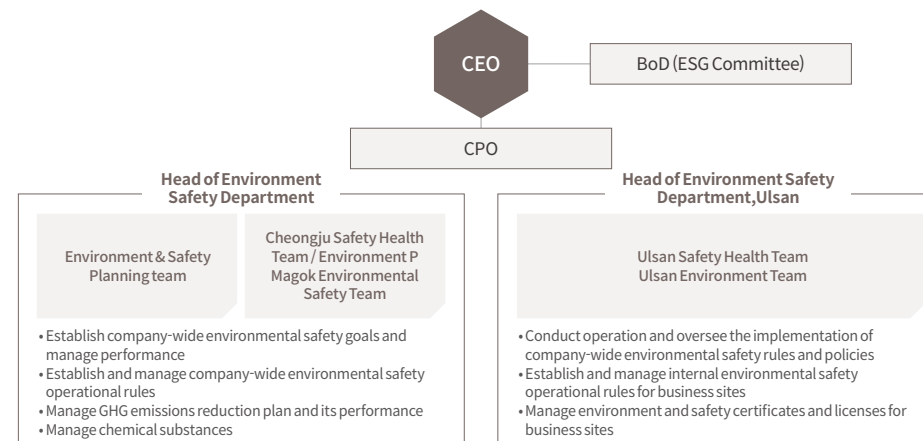 CEO
BoD (ESG Committee)
CPO
Head of Environment
Safety Department
Environment & Safety
Planning team
Cheongju Safety Health
Team / Environment P
Magok Environmental
Safety Team
• Establish company-wide environmental safety goals and
manage performance
• Establish and manage company-wide environmental safety
operational rules
• Manage GHG emissions reduction plan and its performance
• Manage chemical substances
Head of Environment Safety
Department,Ulsan
Ulsan Safety Health Team
Ulsan Environment Team
• Conduct operation and oversee the implementation of
company-wide environmental safety rules and policies
• Establish and manage internal environmental safety
operational rules for business sites
• Manage environment and safety certificates and licenses for
business sites